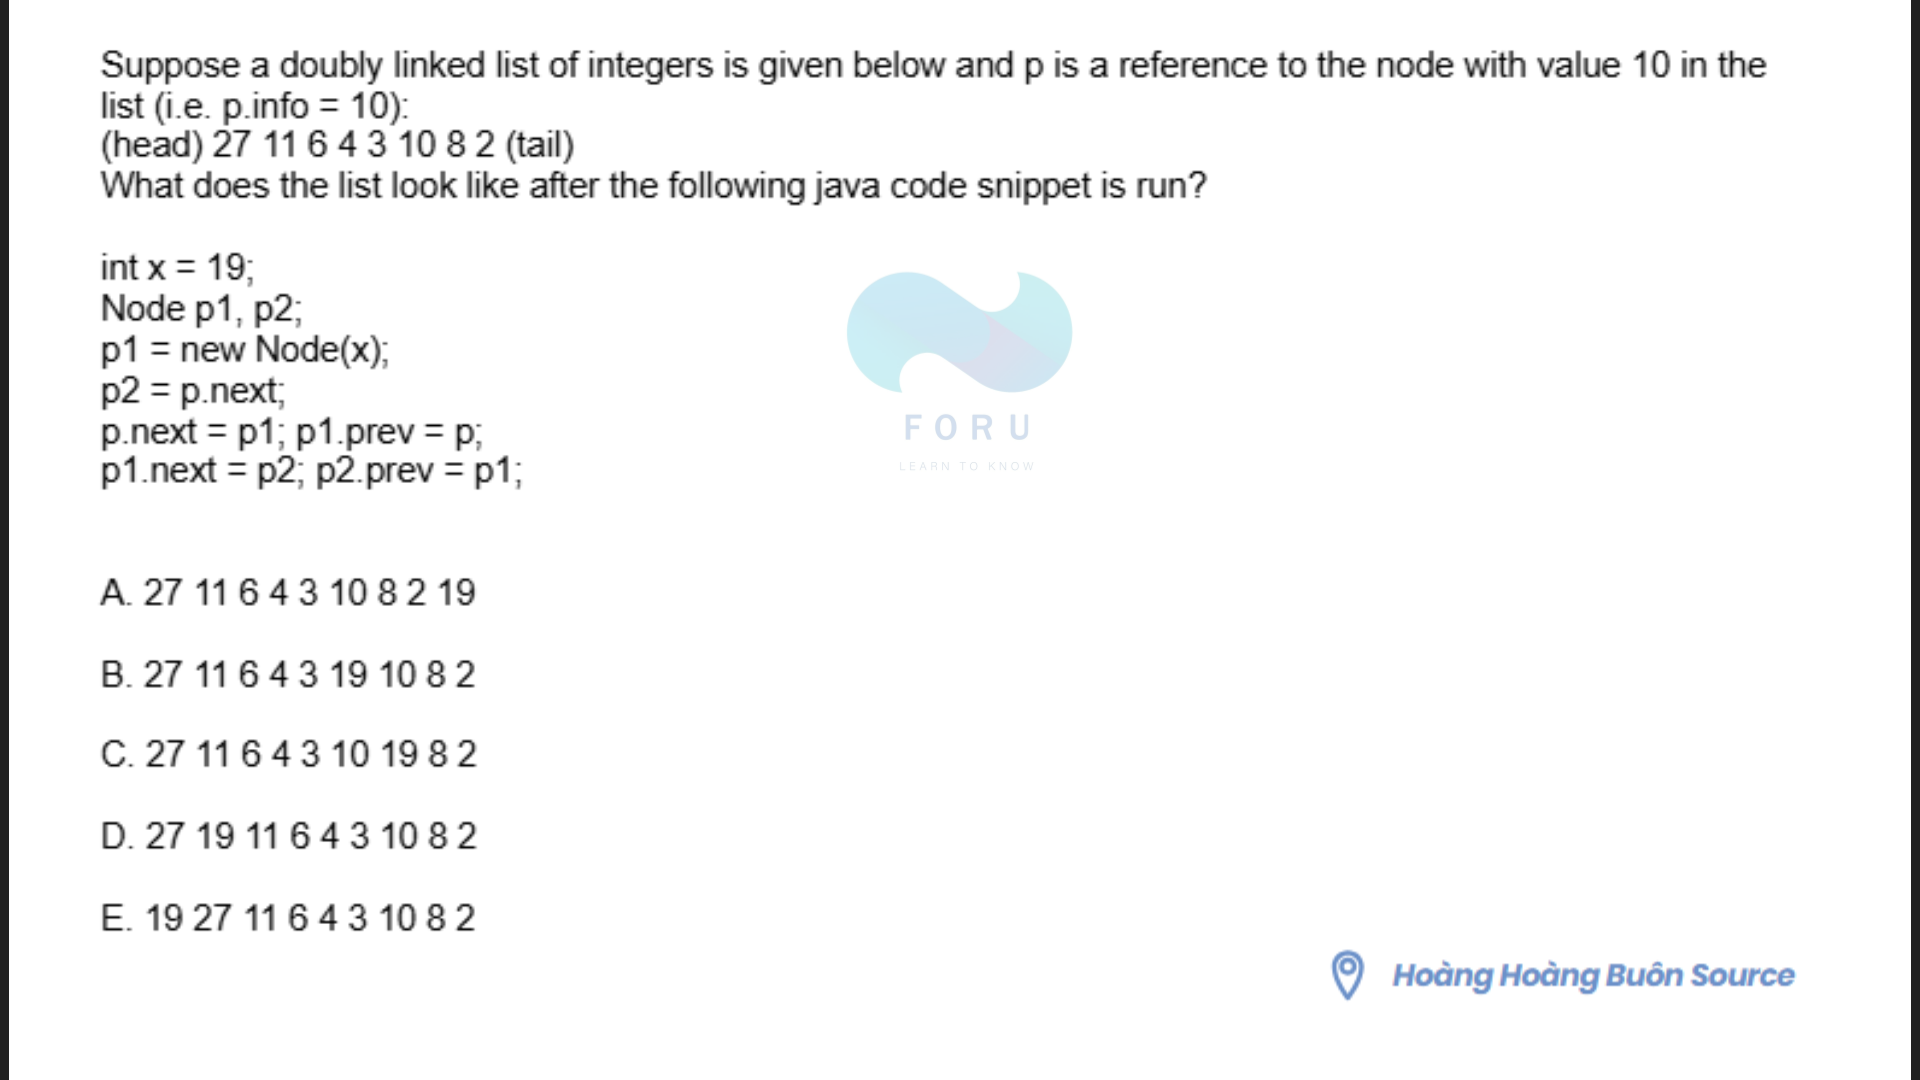 Suppose a doubly linked list of integers is given below and p is a reference to the node with value 10 in the
list (i.e. p.info = 10):
(head) 27 11 6 4 3 10 8 2 (tail)
What does the list look like after the following java code snippet is run?
int x = 19;
Node p1, p2;
p1 = new Node(x);
p2 = p.next;
p.next = p1; p1.prev = p;
p1.next = p2; p2.prev = p1;
FORU
LEARN TO KNOW
A. 27 11 6 4 3 10 8 2 19
B. 27 11 6 4 3 19 10 8 2
C. 27 11 6 4 3 10 19 8 2
D. 27 19 11 6 4 3 10 8 2
E. 19 27 11 6 4 3 10 8 2
Hoàng Hoàng Buôn Source